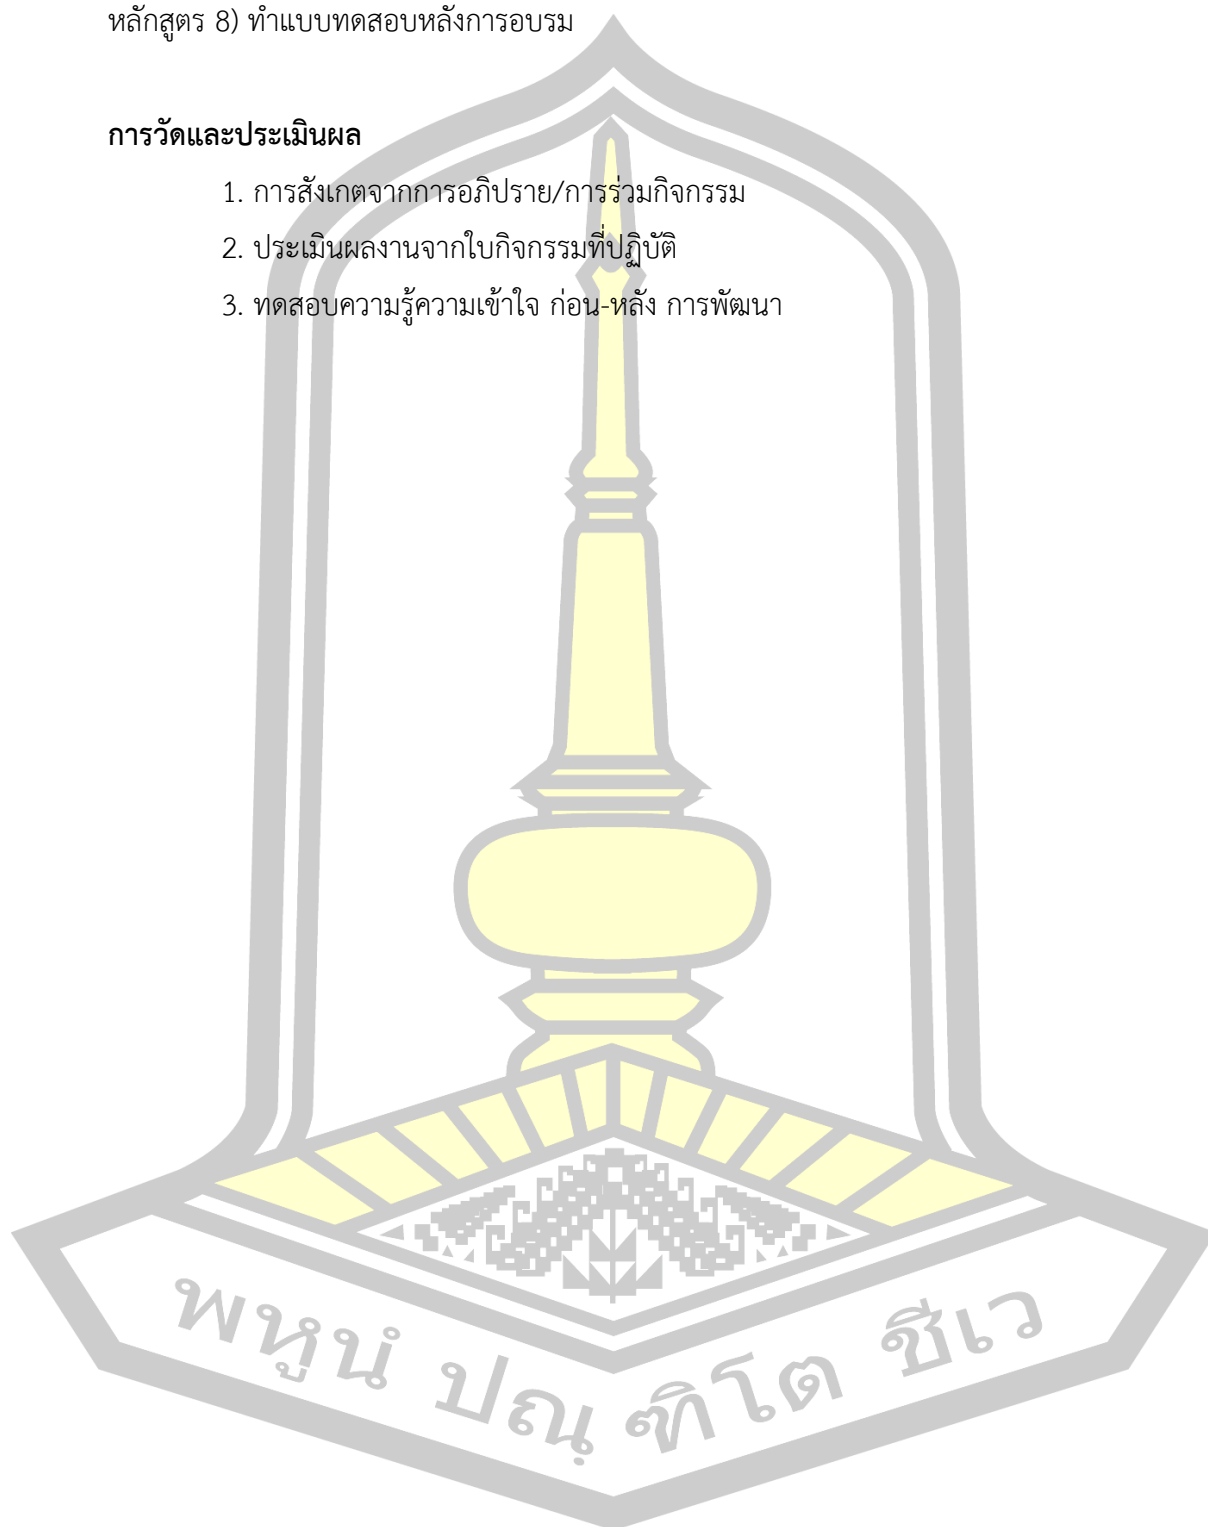 หลักสูตร 8) ทำแบบทดสอบหลังการอบรม
การวัดและประเมินผล
1. การสังเกตจากการอภิปราย/การร่วมกิจกรรม
2. ประเมินผลงานจากใบกิจกรรมที่ปฏิบัติ
3. ทดสอบความรู้ความเข้าใจ ก่อน-หลัง การพัฒนา
พหูนํ ปณฺ ฑิโต ชีเว